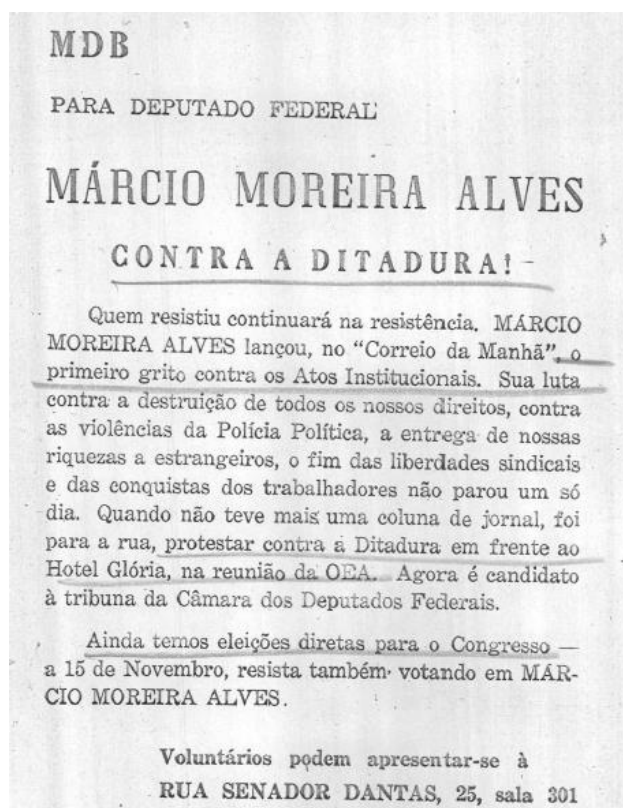 MDB
PARA DEPUTADO FEDERAL
MÁRCIO MOREIRA ALVES
CONTRA A DITADURA!
Quem resistiu continuará na resistência. MÁRCIO
MOREIRA ALVES lançou, no “Correio da Manhã”, o
primeiro grito contra os Atos Institucionais. Sua luta
contra a destruição de todos os nossos direitos, contra
as violências da Polícia Política, a entrega de nossas
riquezas a estrangeiros, o fim das liberdades sindicais
e das conquistas dos trabalhadores não parou um só
dia. Quando não teve mais uma coluna de jornal, foi
para a rua, protestar contra a Ditadura em frente ao
Hotel Glória, na reunião da OEA. Agora é candidato
à tribuna da Câmara dos Deputados Federais.
Ainda temos eleições diretas para o Congresso —
a 15 de Novembro, resista também votando em MÁR-
CIO MOREIRA ALVES.
Voluntários podem apresentar-se à
RUA SENADOR DANTAS, 25, sala 301